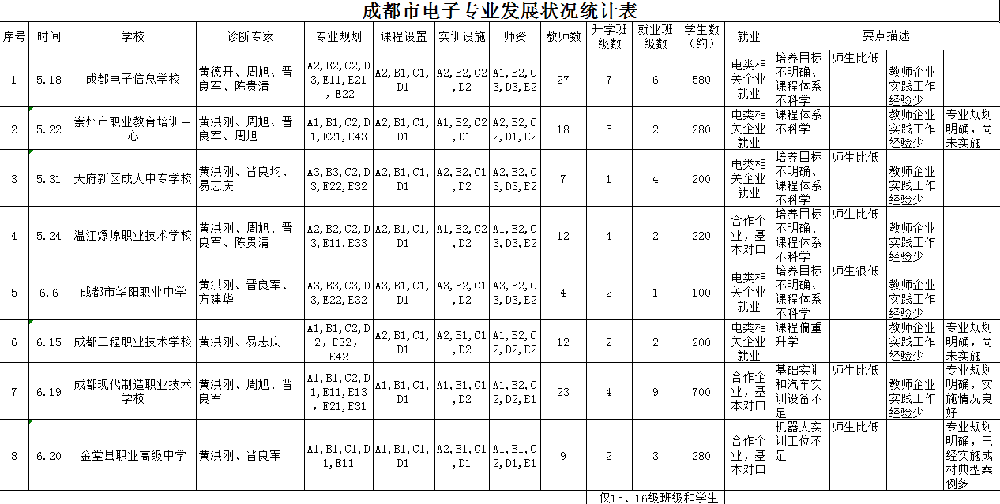 成都市电子专业发展状况统计表
序号 时间 学校 诊断专家 专业规划 课程设置 实训设施 师资 教师数 升学班级数 就业班级数 学生数（约） 就业 要点描述
1 5.18 成都电子信息学校 黄德开、周旭、晋良军、陈贵清 A2,B2,C2,D3,E11,E21,E22 A2,B1,C1,D1 A2,B2,C2,D2 A1,B2,C3,D3,E2 27 7 6 580 电类相关企业就业 培养目标不明确、课程体系不科学 师生比低 教师企业实践工作经验少
2 5.22 崇州市职业教育培训中心 黄洪刚、周旭、晋良军、周旭 A1,B1,C2,D1,E21,E43 A2,B1,C1,D1 A1,B2,C2,D1 A2,B2,C2,D1,E2 18 5 2 280 电类相关企业就业 课程体系不科学 教师企业实践工作经验少 专业规划明确，尚未实施
3 5.31 天府新区成人中专学校 黄洪刚、晋良均、易志庆 A3,B3,C2,D3,E22,E32 A2,B1,C1,D1 A2,B2,C1,D2 A2,B2,C3,D3,E2 7 1 4 200 电类相关企业就业 培养目标不明确、课程体系不科学 师生比低 教师企业实践工作经验少
4 5.24 温江燎原职业技术学校 黄洪刚、周旭、晋良军、陈贵清 A2,B2,C2,D3,E11,E33 A2,B1,C1,D1 A1,B2,C2,D2 A1,B2,C3,D3,E2 12 4 2 220 合作企业，基本对口 培养目标不明确、课程体系不科学 师生比低 教师企业实践工作经验少
5 6.6 成都市华阳职业中学 黄洪刚、晋良军、方建华 A3,B3,C3,D3,E22,E32 A3,B1,C1,D1 A3,B2,C1,D2 A3,B2,C3,D3,E2 4 2 1 100 电类相关企业就业 培养目标不明确、课程体系不科学 师生很低 教师企业实践工作经验少
6 6.15 成都工程职业技术学校 黄洪刚、易志庆 A1,B1,C2,D2，E32，E42 A2,B1,C1,D1 A2,B1,C1,D2 A1,B2,C2,D2,E2 12 2 2 200 电类相关企业就业 课程偏重升学 教师企业实践工作经验少 专业规划明确，尚未实施
7 6.19 成都现代制造职业技术学校 黄洪刚、周旭、晋良军 A1,B1,C2,D1,E11,E13,E21,E31 A1,B1,C1,D1 A1,B1,C1,D2 A1,B2,C2,D2,E1 23 4 9 700 合作企业，基本对口 基础实训和汽车实训设备不足 师生比低 教师企业实践工作经验少 专业规划明确，实施情况良好
8 6.20 金堂县职业高级中学 黄洪刚、晋良军 A1,B1,C1,D1,E11 A1,B1,C1,D1 A2,B1,C1,D1 A1,B1,C2,D1,E1 9 2 3 280 合作企业，基本对口 机器人实训工位不足 师生比低 专业规划明确，已经实施成材典型案例多
仅15、16级班级和学生